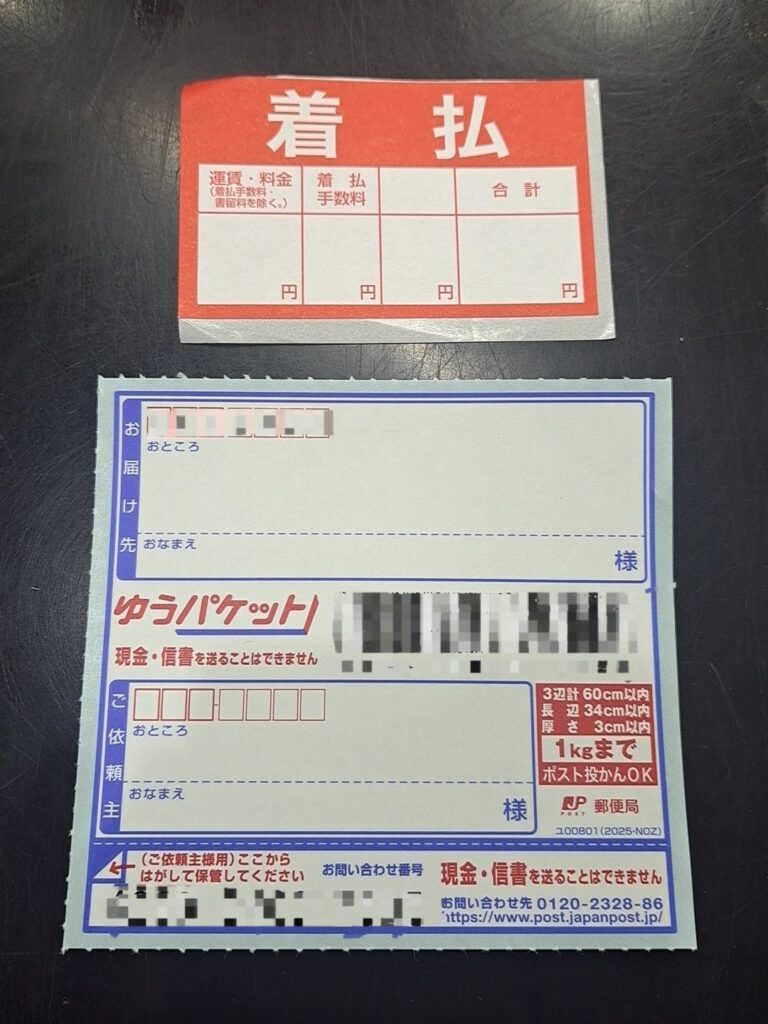 着払
運賃・料金
(着払手数料・
書留料を除く。)
着払
手数料
合計
円
円
円
円
お届け先
おところ
おなまえ
様
ゆうパケット
現金・信書を送ることはできません
ご依頼主
おところ
おなまえ
様
3辺計 60cm以内
長辺 34cm以内
厚さ 3cm以内
1kgまで
ポスト投かんOK
JP
POST
郵便局
ユ00801(2025-NOZ)
(ご依頼主様用)ここから
はがして保管してください
お問い合わせ番号
現金・信書を送ることはできません
お問い合わせ先 0120-2328-86
https://www.post.japanpost.jp/